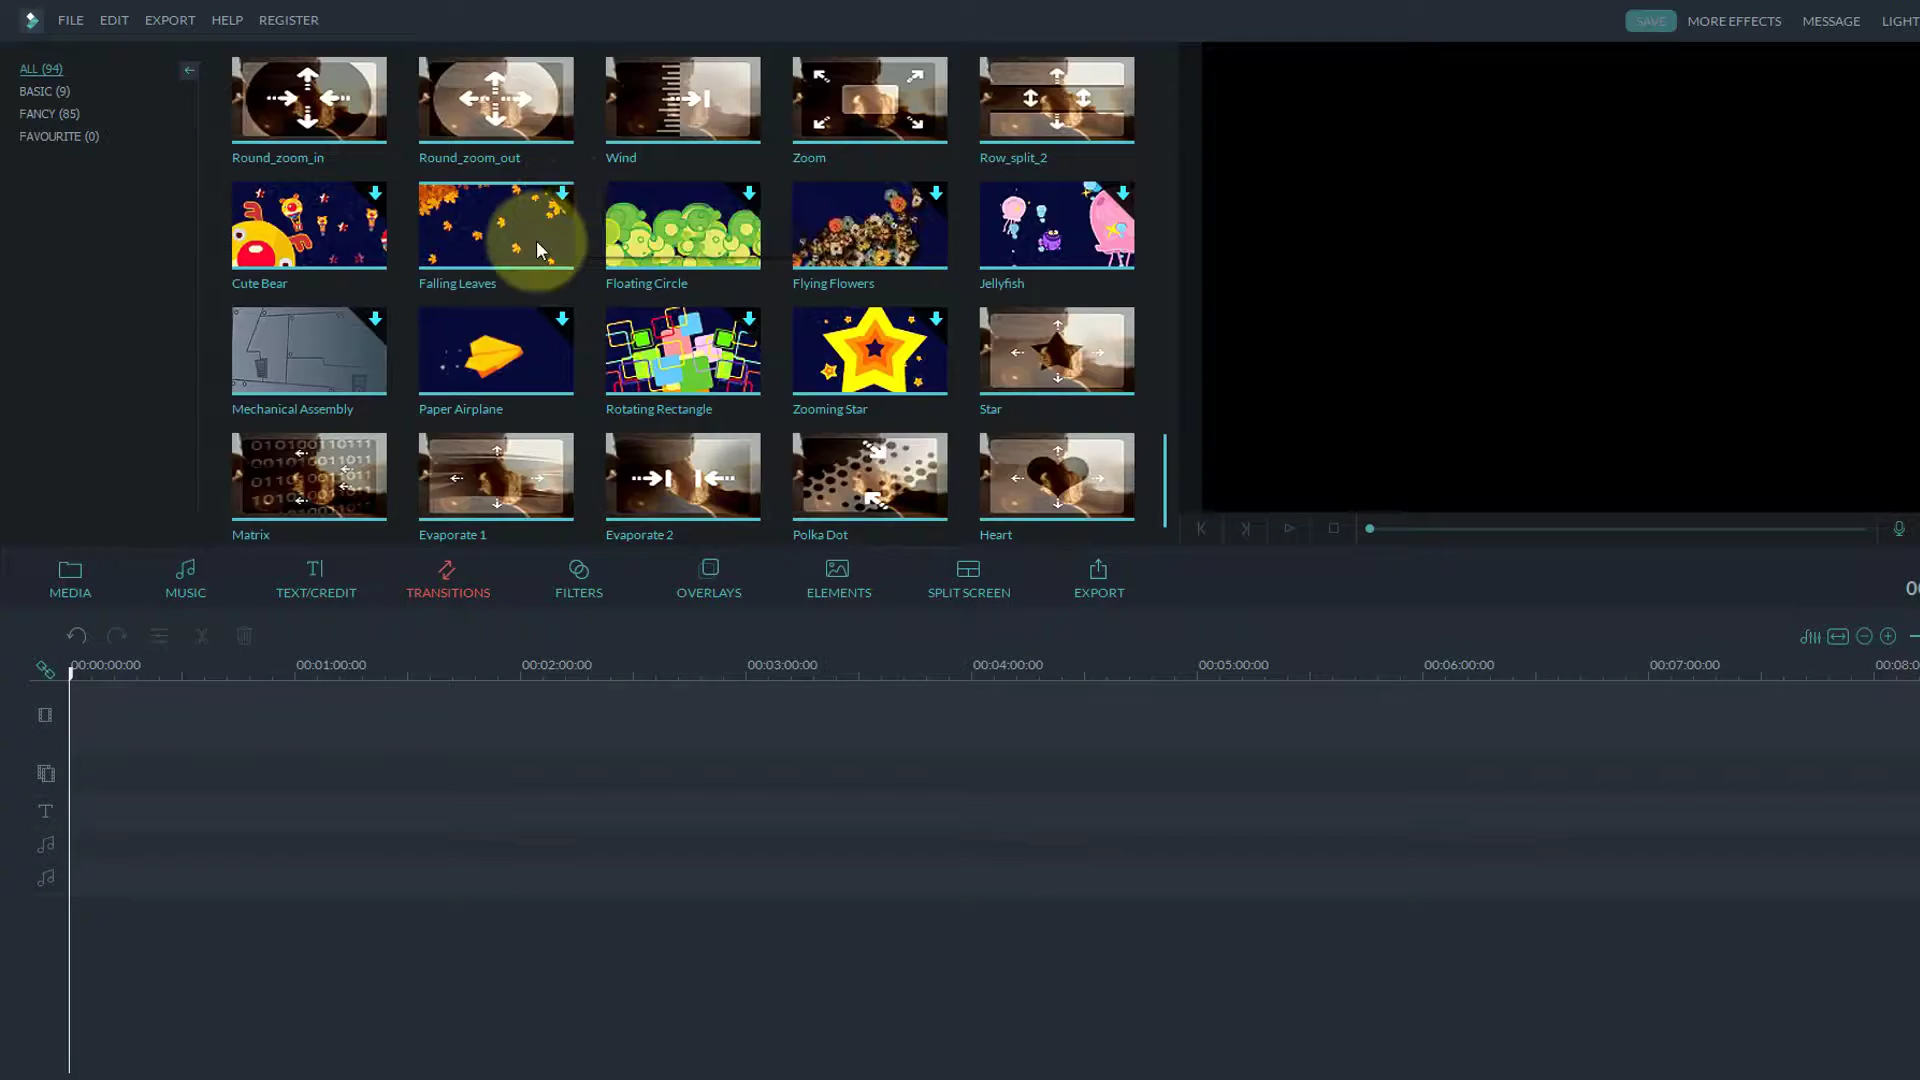 FILE EDIT EXPORT HELP REGISTER
SAVE MORE EFFECTS MESSAGE LIGHT
ALL (94)
BASIC (9)
FANCY (85)
FAVOURITE (0)
Round_zoom_in Round_zoom_out Wind Zoom Row_split_2
Cute Bear Falling Leaves Floating Circle Flying Flowers Jellyfish
Mechanical Assembly Paper Airplane Rotating Rectangle Zooming Star Star
Matrix Evaporate 1 Evaporate 2 Polka Dot Heart
MEDIA MUSIC TEXT/CREDIT TRANSITIONS FILTERS OVERLAYS ELEMENTS SPLIT SCREEN EXPORT
00:00:00:00 00:01:00:00 00:02:00:00 00:03:00:00 00:04:00:00 00:05:00:00 00:06:00:00 00:07:00:00 00:08:0